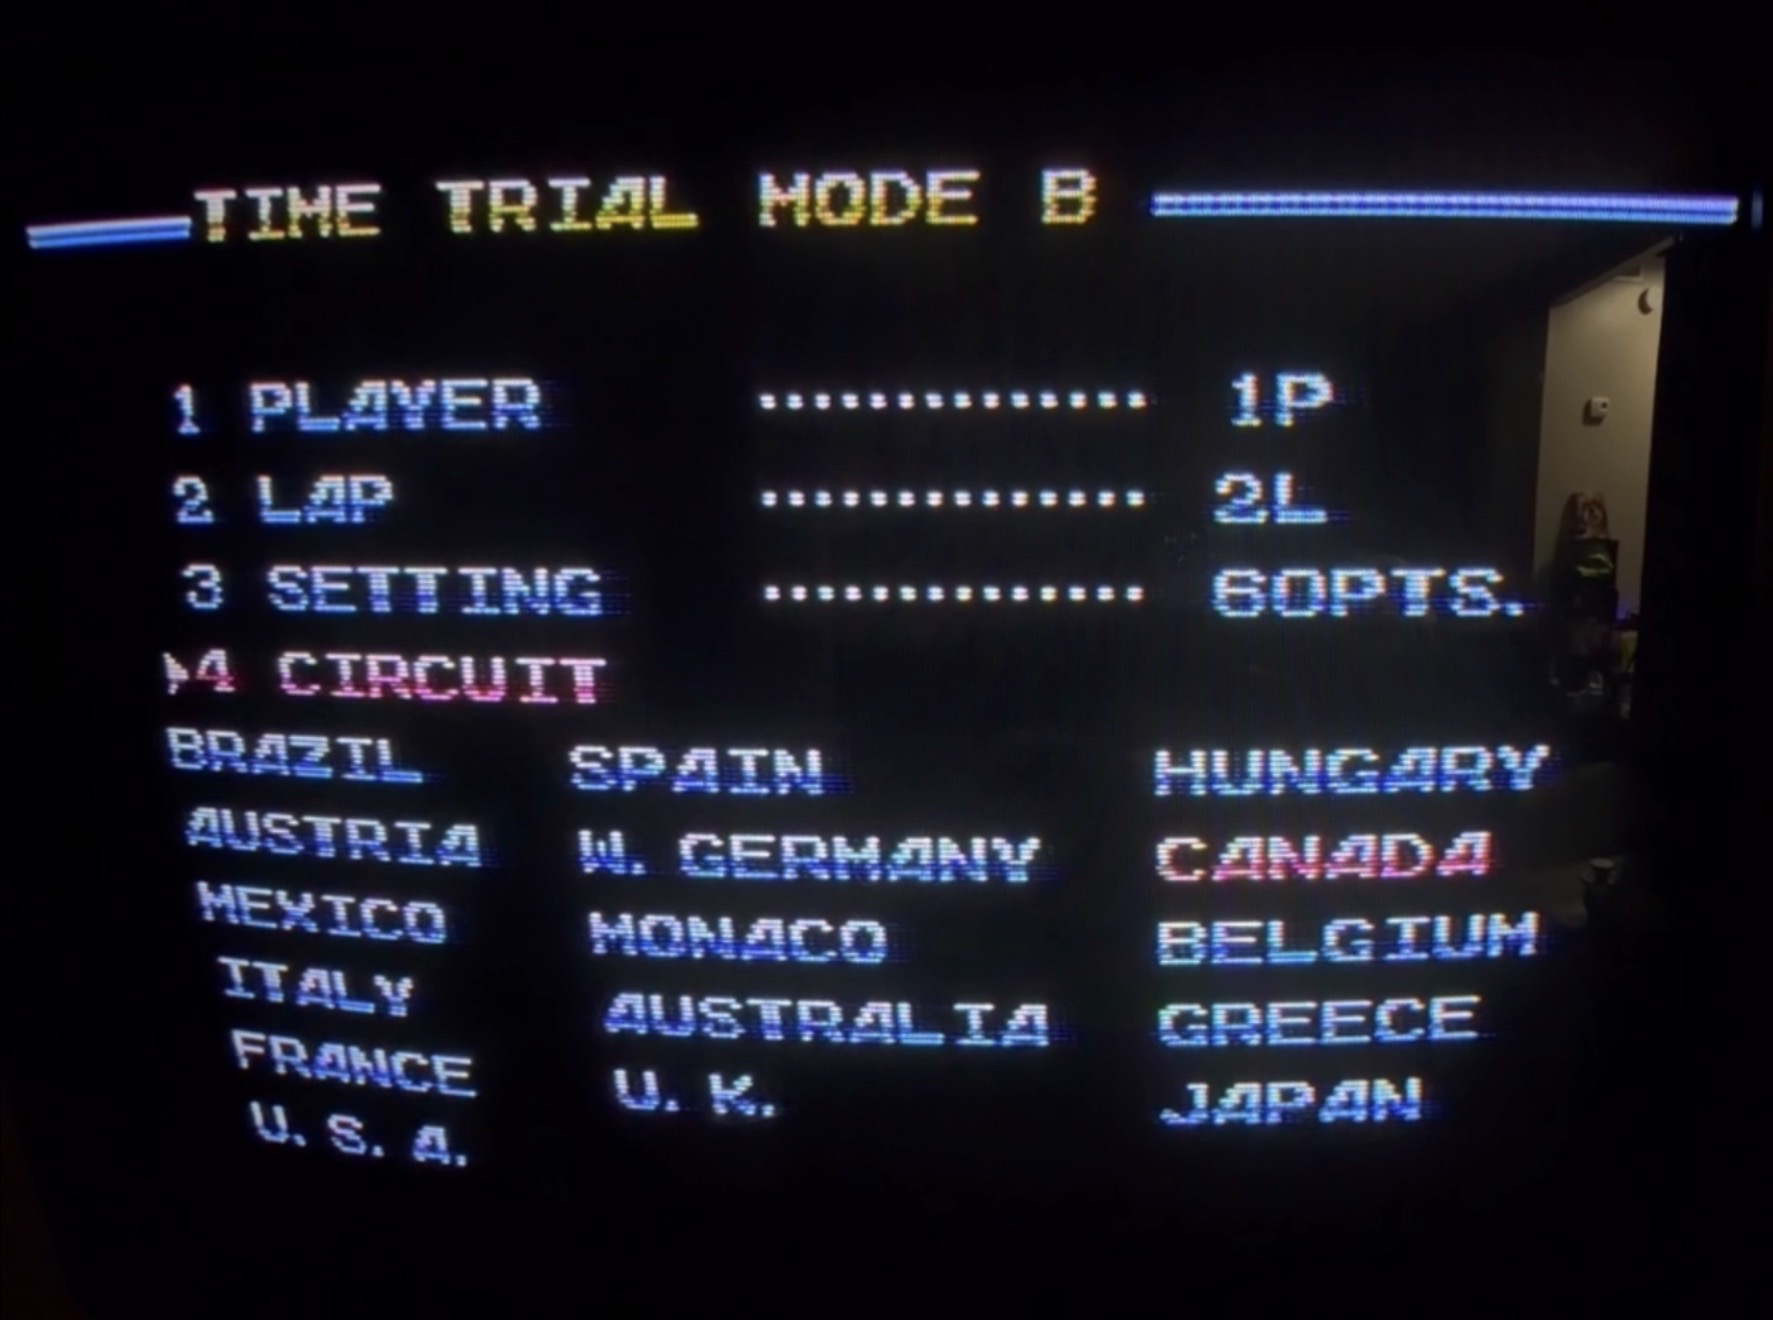 TIME TRIAL MODE B
1 PLAYER .............. 1P
2 LAP .............. 2L
3 SETTING .............. 60PTS.
▶4 CIRCUIT
BRAZIL SPAIN HUNGARY
AUSTRIA W. GERMANY CANADA
MEXICO MONACO BELGIUM
ITALY AUSTRALIA GREECE
FRANCE U. K. JAPAN
U. S. A.